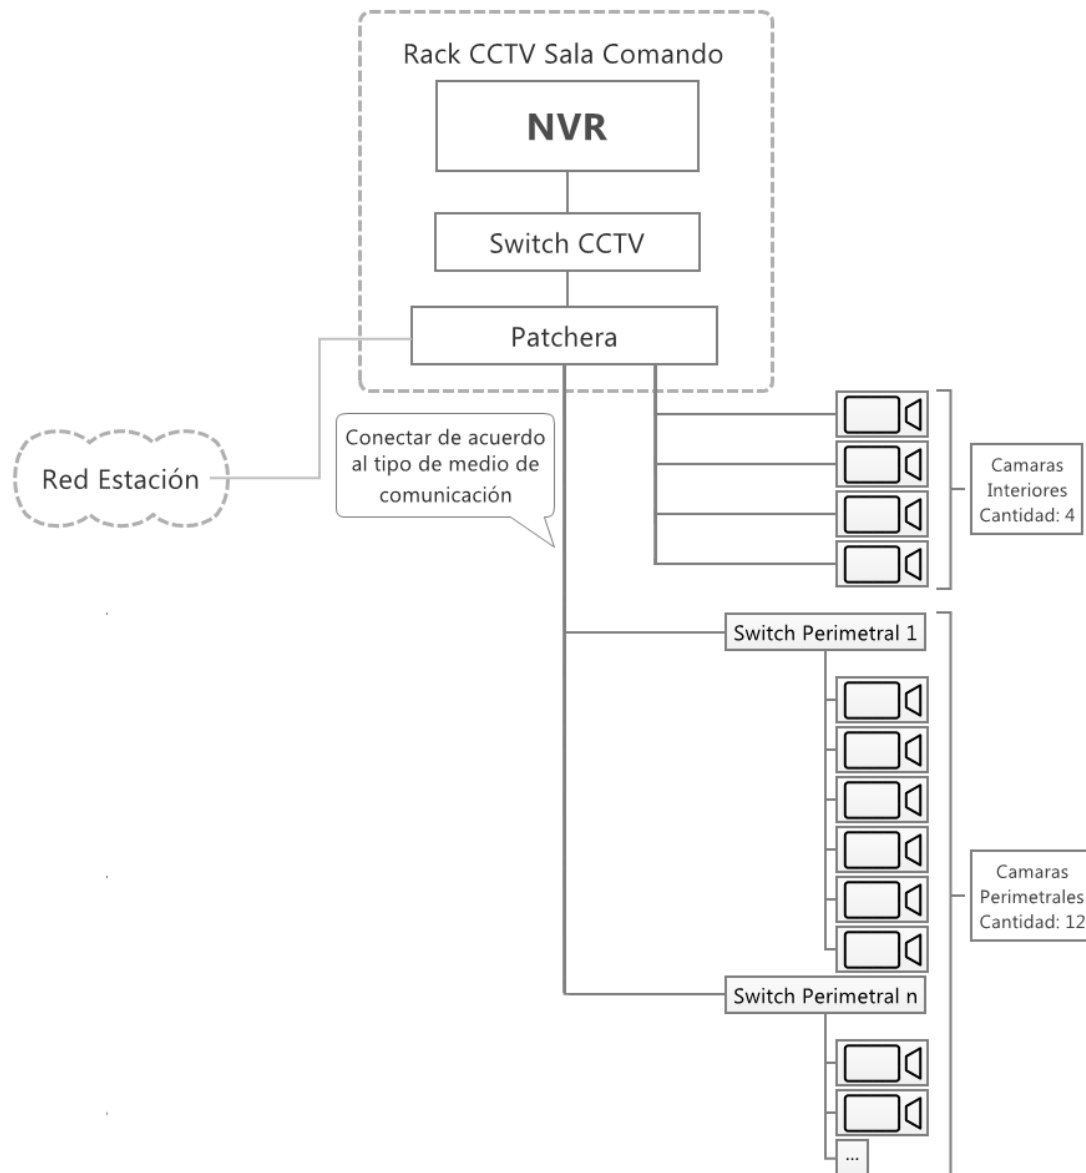 Rack CCTV Sala Comando
NVR
Switch CCTV
Patchera
Conectar de acuerdo
al tipo de medio de
comunicación
Red Estación
Camaras
Interiores
Cantidad: 4
Switch Perimetral 1
Camaras
Perimetrales
Cantidad: 12
Switch Perimetral n
...